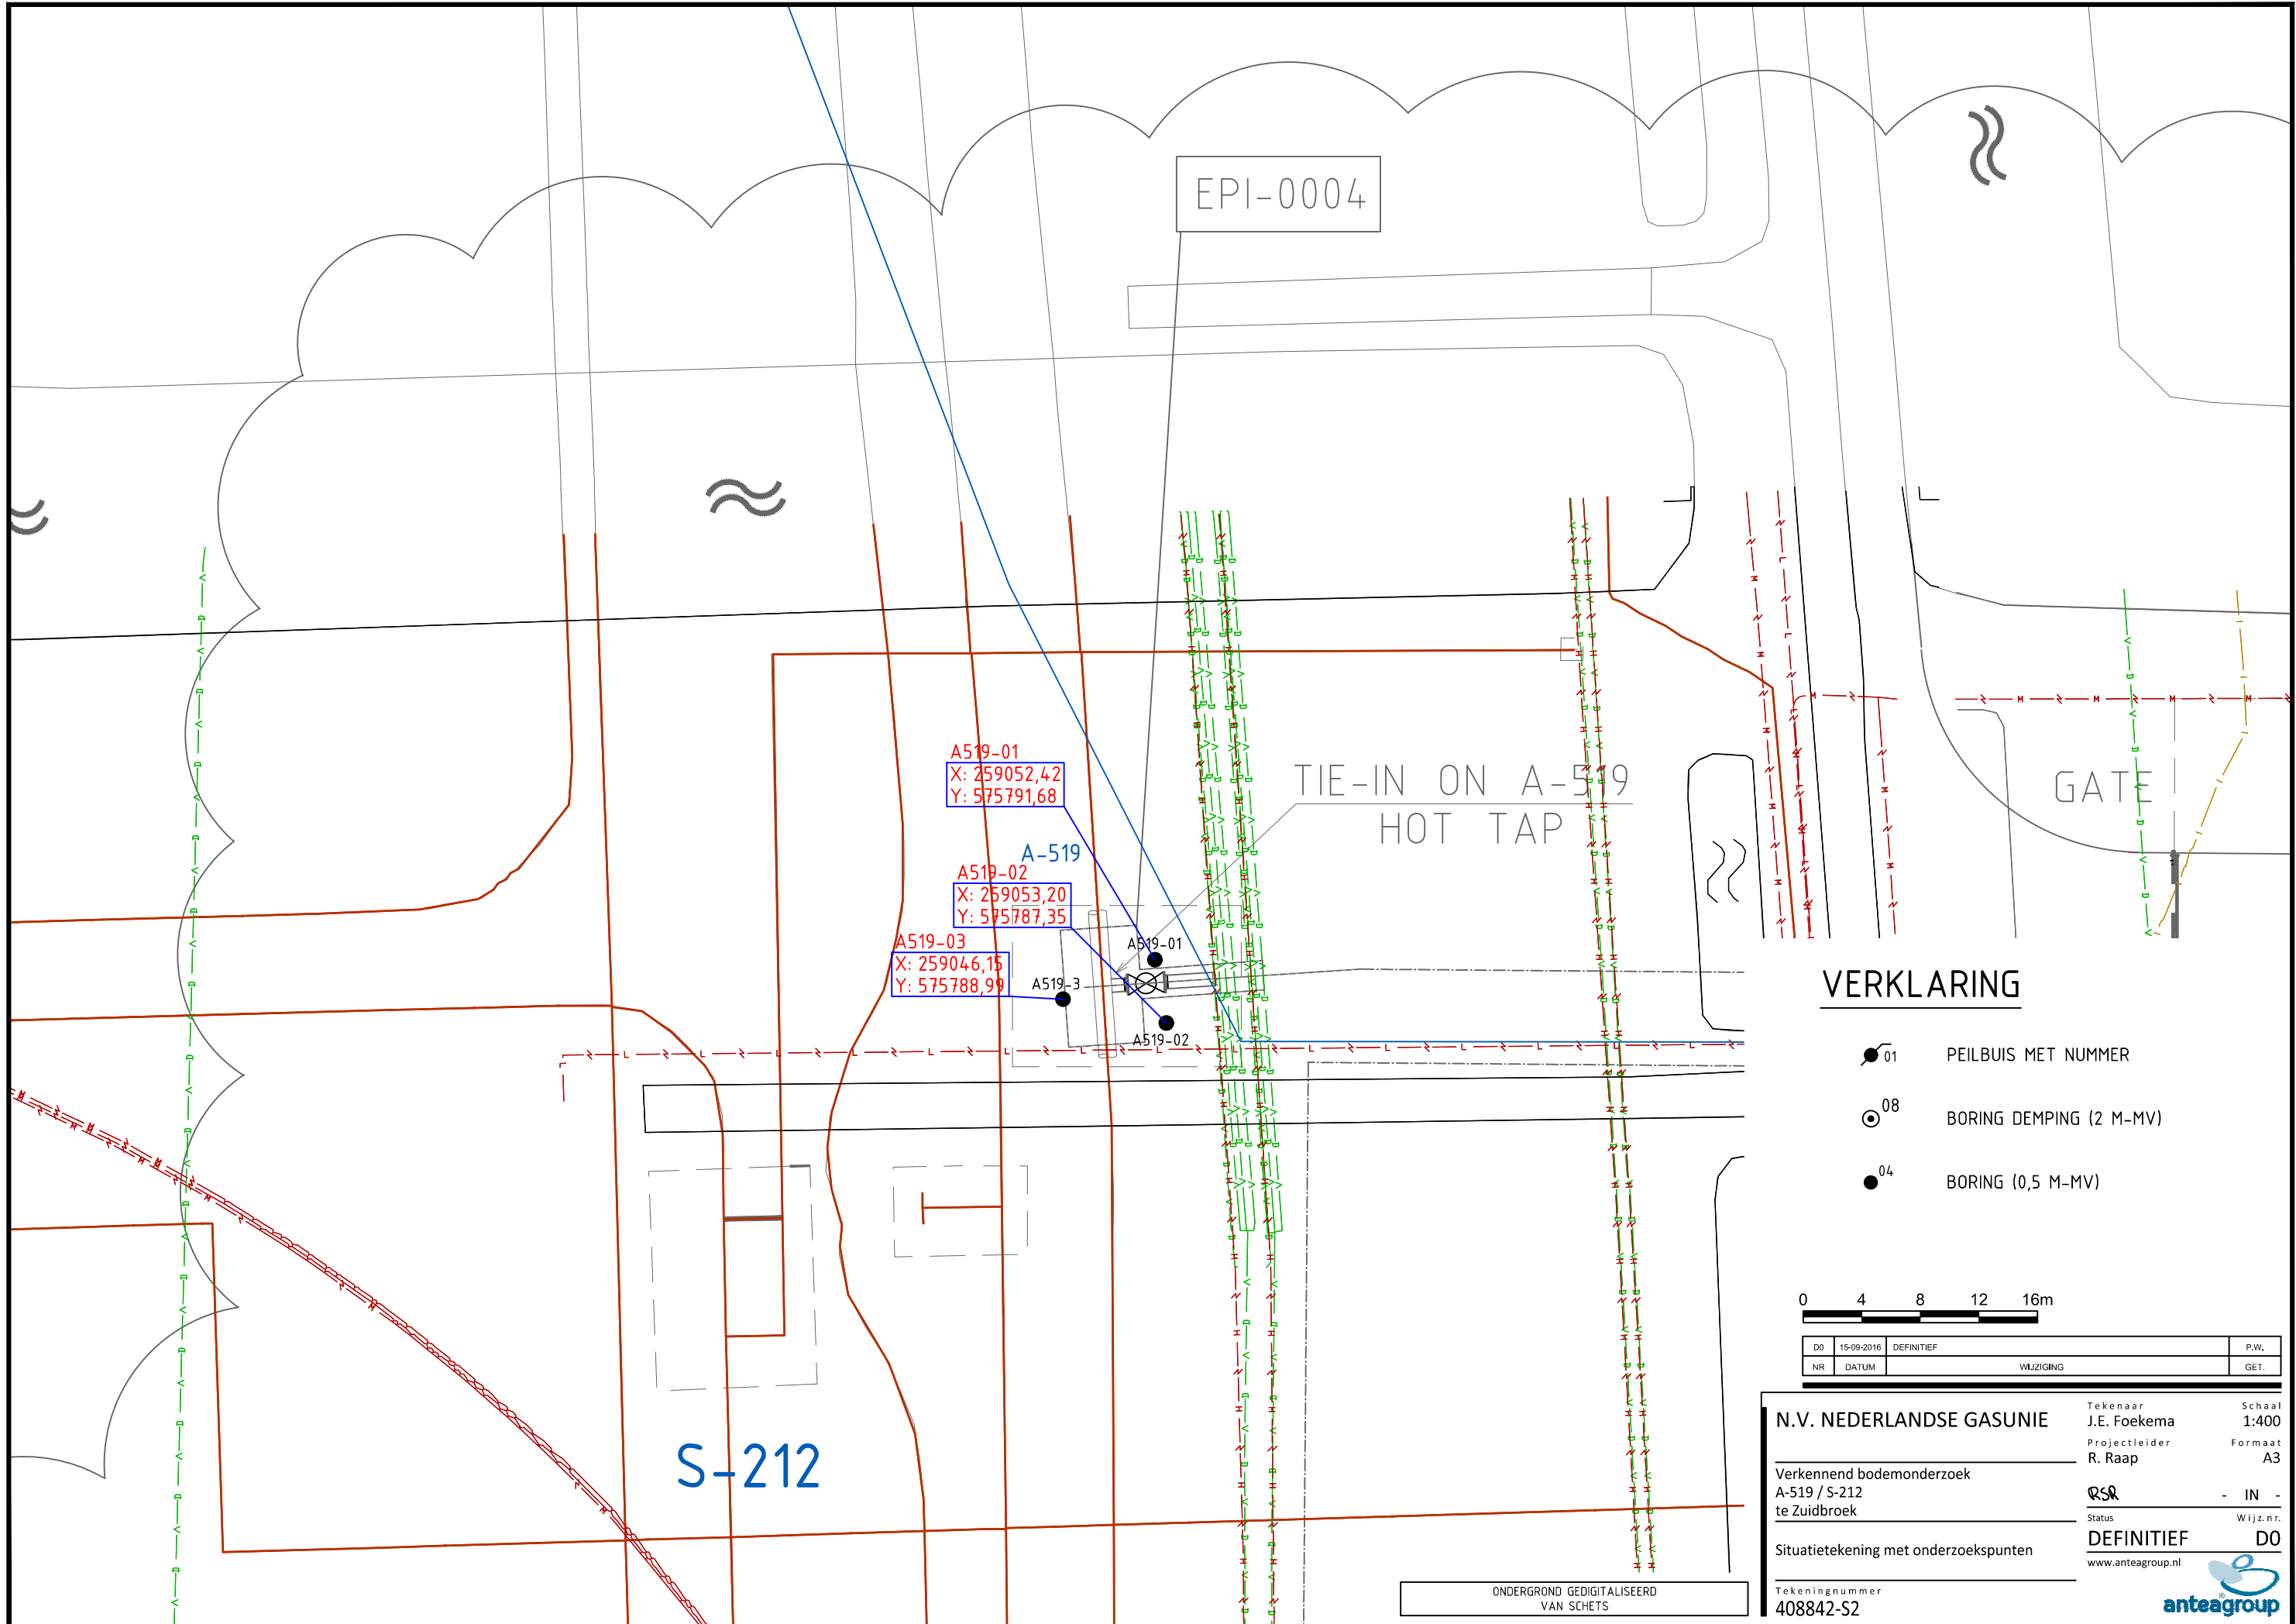 EPI-0004
A519-01
X: 259052,42
Y: 575791,68
TIE-IN ON A-519
HOT TAP
GATE
A-519
A519-02
X: 259053,20
Y: 575787,35
A519-03
X: 259046,15
Y: 575788,99
A519-01
A519-3
A519-02
S-212
VERKLARING
01 PEILBUIS MET NUMMER
08 BORING DEMPING (2 M-MV)
04 BORING (0,5 M-MV)
0 4 8 12 16m
D0 15-09-2016 DEFINITIEF P.W.
NR DATUM WIJZIGING GET.
N.V. NEDERLANDSE GASUNIE
Verkennend bodemonderzoek
A-519 / S-212
te Zuidbroek
Situatietekening met onderzoekspunten
Tekeningnummer
408842-S2
Tekenaar Schaal
J.E. Foekema 1:400
Projectleider Formaat
R. Raap A3
RSR - IN -
Status Wijz.nr.
DEFINITIEF D0
www.anteagroup.nl
anteagroup
ONDERGROND GEDIGITALISEERD
VAN SCHETS